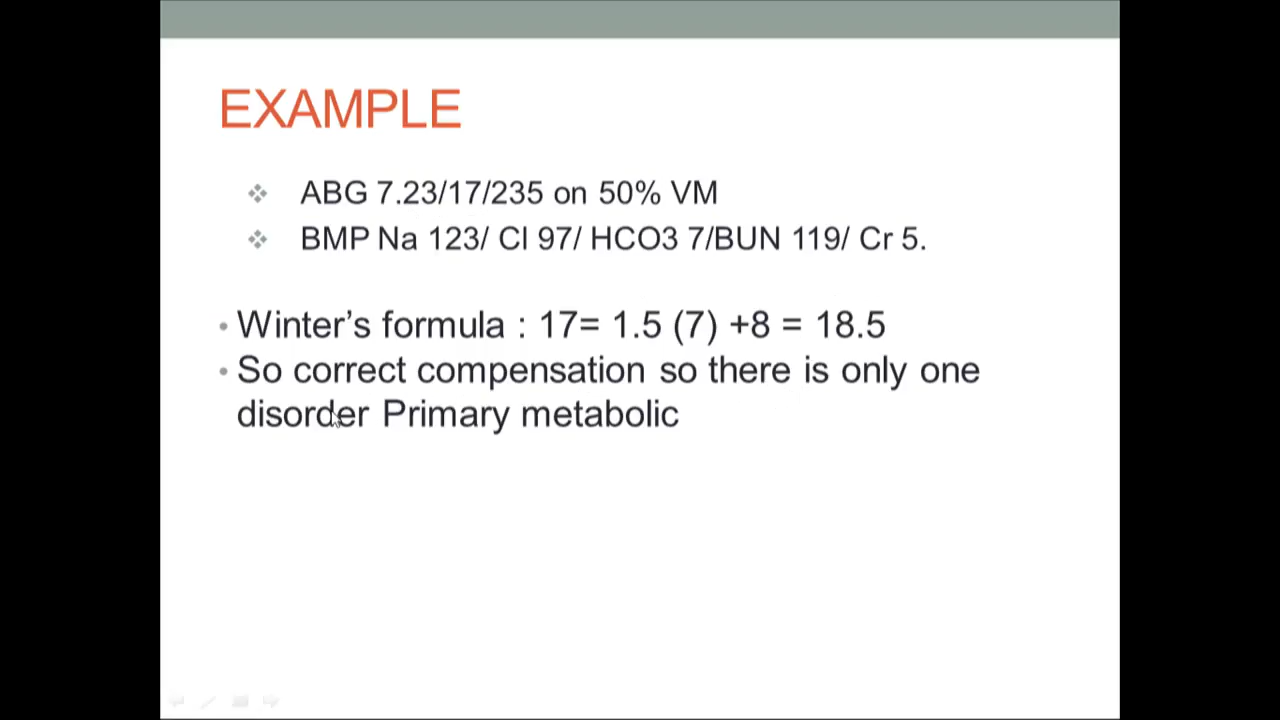 EXAMPLE
ABG 7.23/17/235 on 50% VM
BMP Na 123/ Cl 97/ HCO3 7/BUN 119/ Cr 5.
Winter’s formula : 17= 1.5 (7) +8 = 18.5
So correct compensation so there is only one
disorder Primary metabolic